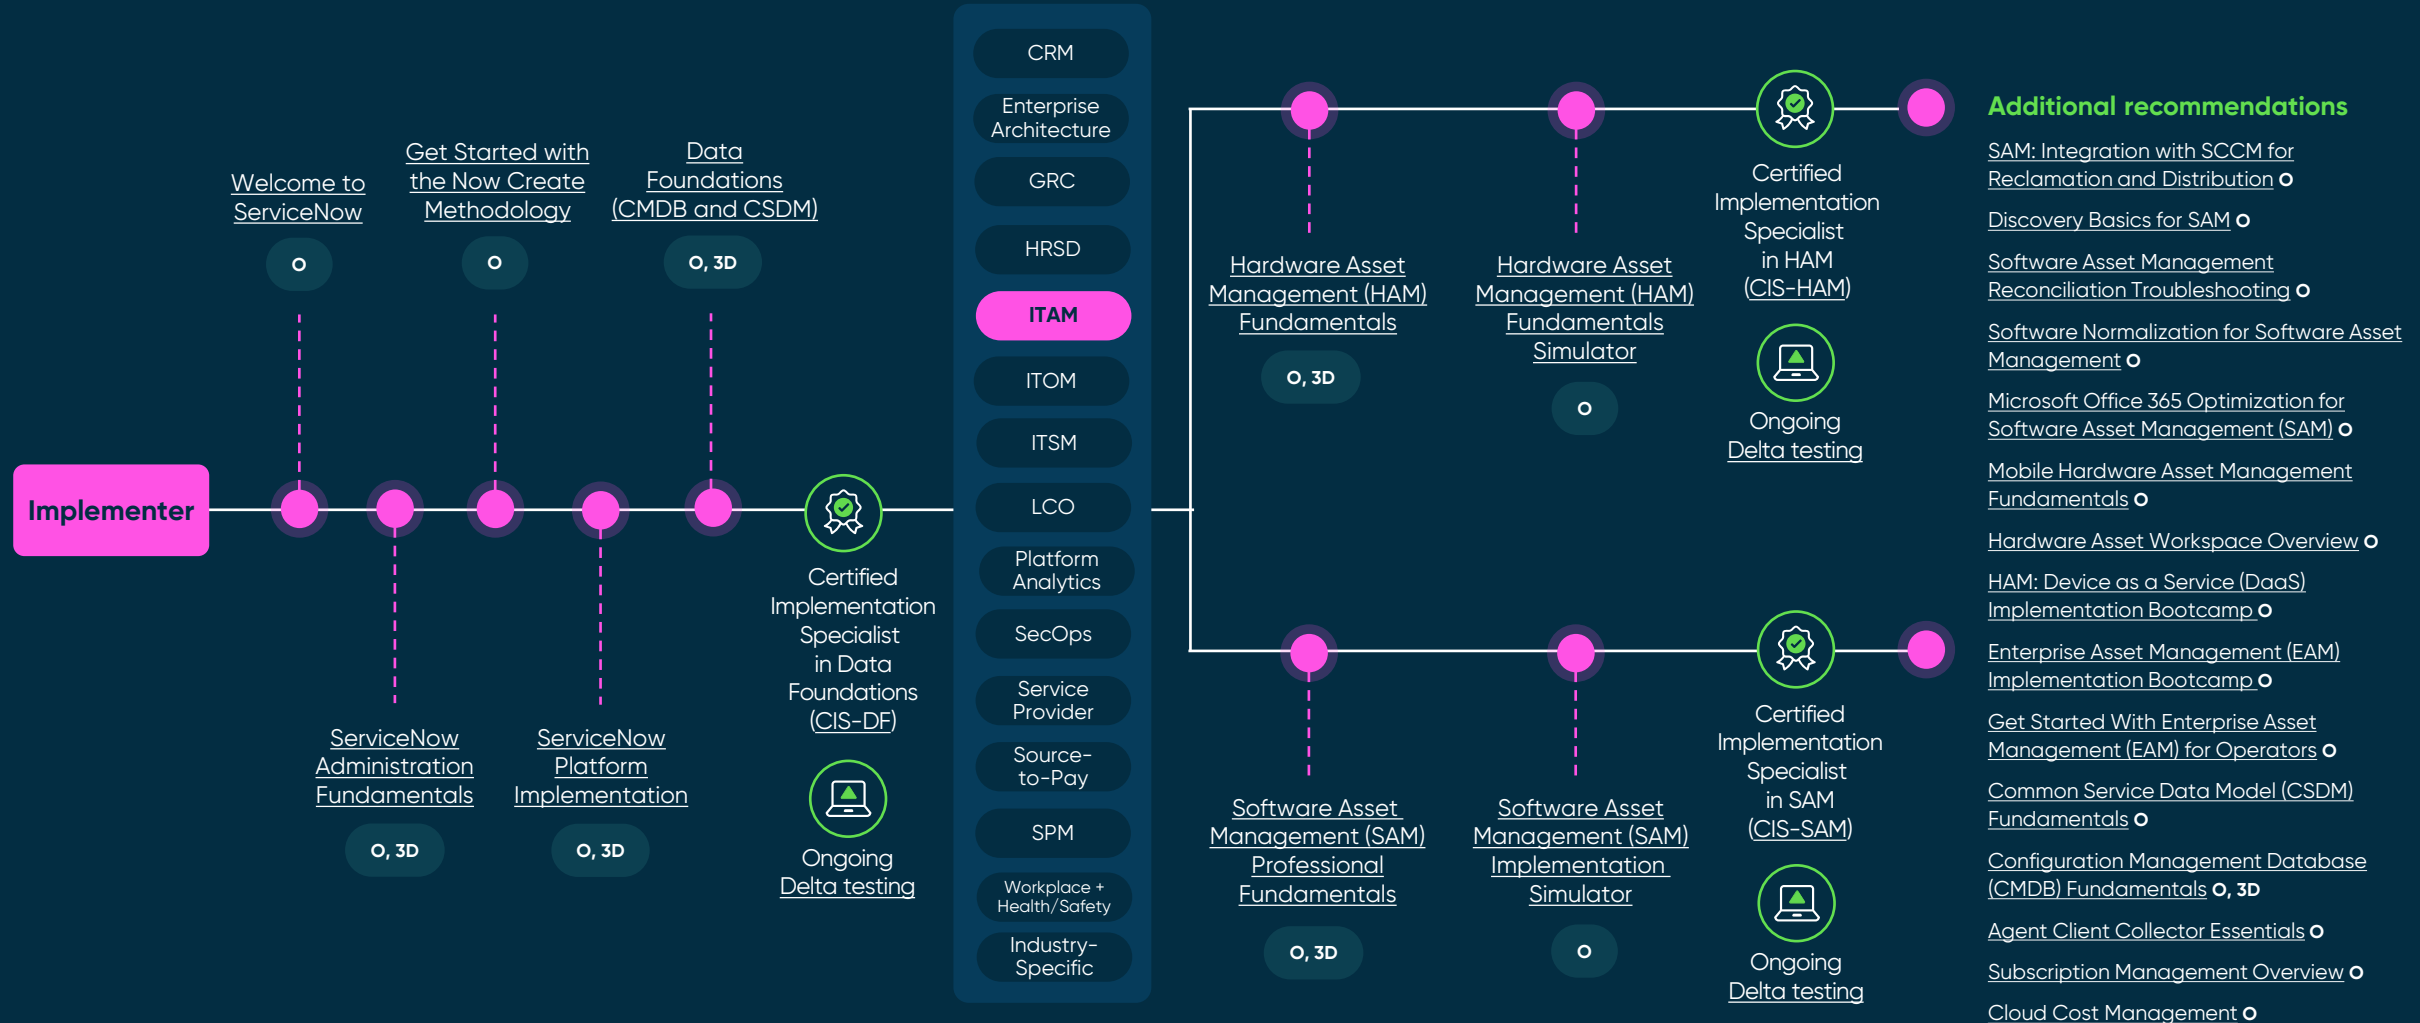 Implementer
Welcome to
ServiceNow
O
ServiceNow
Administration
Fundamentals
O, 3D
Get Started with
the Now Create
Methodology
O
ServiceNow
Platform
Implementation
O, 3D
Data
Foundations
(CMDB and CSDM)
O, 3D
Certified
Implementation
Specialist
in Data
Foundations
(CIS-DF)
Ongoing
Delta testing
CRM
Enterprise
Architecture
GRC
HRSD
ITAM
ITOM
ITSM
LCO
Platform
Analytics
SecOps
Service
Provider
Source-
to-Pay
SPM
Workplace +
Health/Safety
Industry-
Specific
Hardware Asset
Management (HAM)
Fundamentals
O, 3D
Hardware Asset
Management (HAM)
Fundamentals
Simulator
O
Certified
Implementation
Specialist
in HAM
(CIS-HAM)
Ongoing
Delta testing
Software Asset
Management (SAM)
Professional
Fundamentals
O, 3D
Software Asset
Management (SAM)
Implementation
Simulator
O
Certified
Implementation
Specialist
in SAM
(CIS-SAM)
Ongoing
Delta testing
Additional recommendations
SAM: Integration with SCCM for
Reclamation and Distribution O
Discovery Basics for SAM O
Software Asset Management
Reconciliation Troubleshooting O
Software Normalization for Software Asset
Management O
Microsoft Office 365 Optimization for
Software Asset Management (SAM) O
Mobile Hardware Asset Management
Fundamentals O
Hardware Asset Workspace Overview O
HAM: Device as a Service (DaaS)
Implementation Bootcamp O
Enterprise Asset Management (EAM)
Implementation Bootcamp O
Get Started With Enterprise Asset
Management (EAM) for Operators O
Common Service Data Model (CSDM)
Fundamentals O
Configuration Management Database
(CMDB) Fundamentals O, 3D
Agent Client Collector Essentials O
Subscription Management Overview O
Cloud Cost Management O